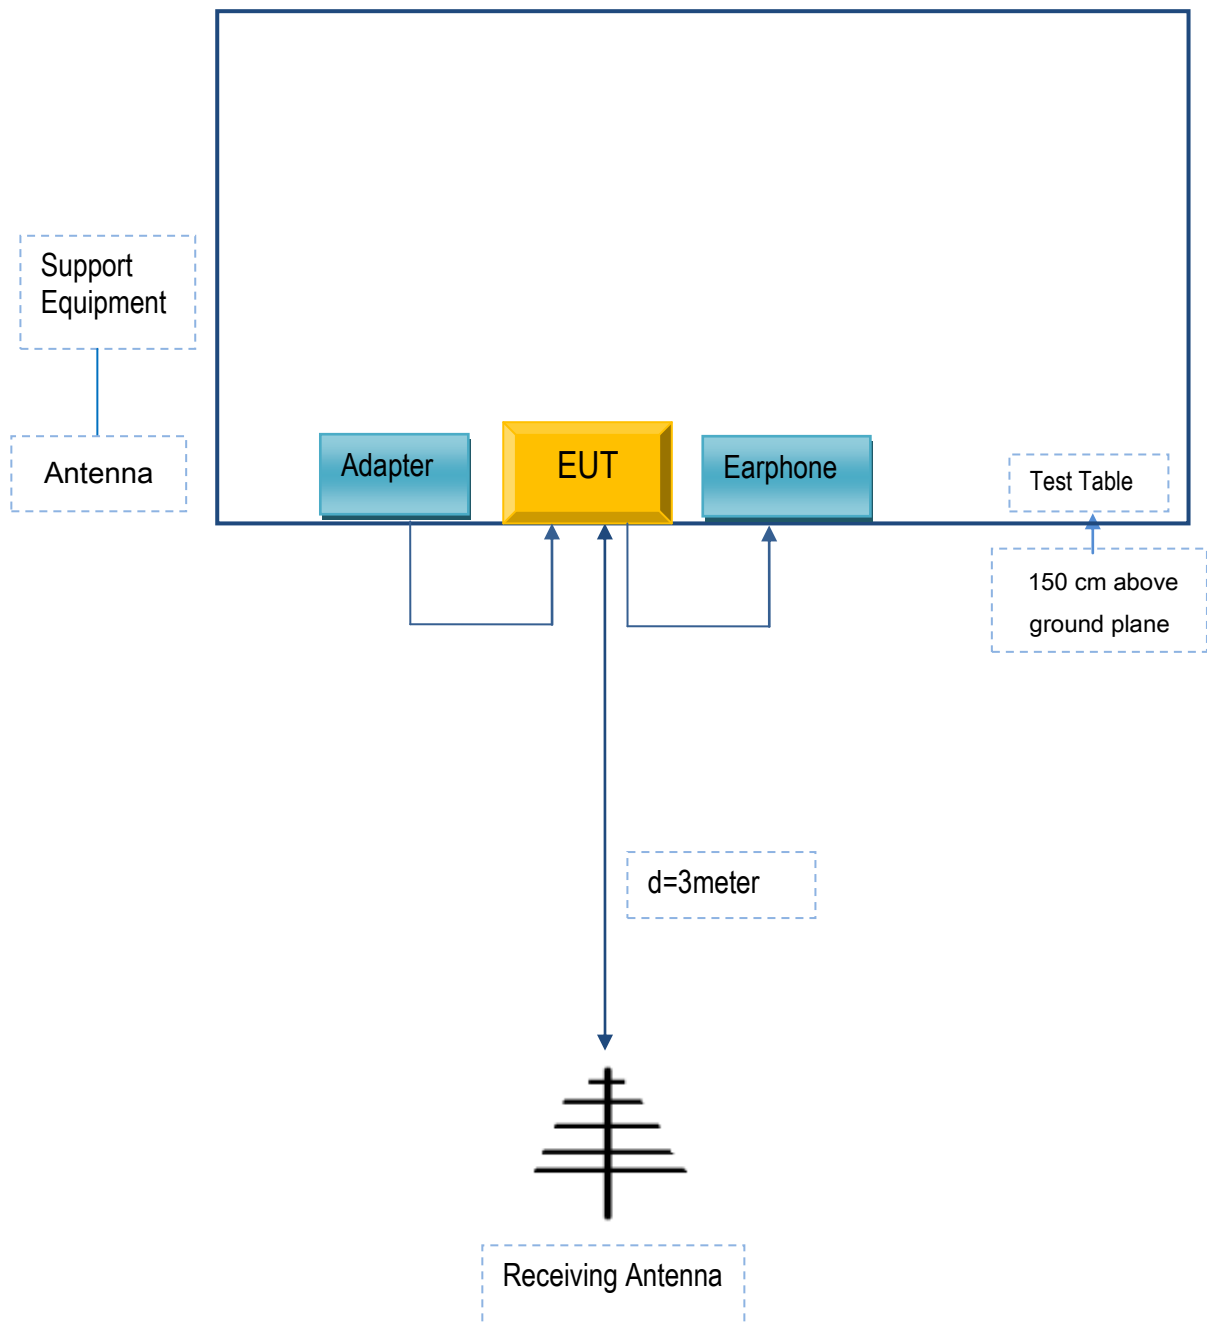 Support
Equipment
Antenna
Adapter
EUT
Earphone
Test Table
150 cm above
ground plane
d=3meter
Receiving Antenna